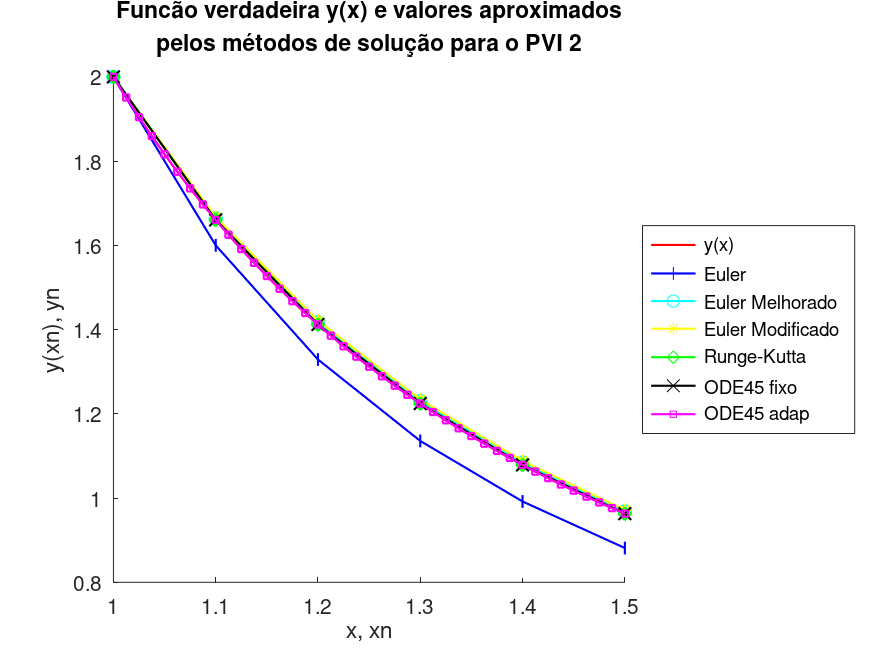 Funcão verdadeira y(x) e valores aproximados
pelos métodos de solução para o PVI 2
2
1.8
1.6
1.4
1.2
1
0.8
y(xn), yn
1 1.1 1.2 1.3 1.4 1.5
x, xn
y(x)
Euler
Euler Melhorado
Euler Modificado
Runge-Kutta
ODE45 fixo
ODE45 adap